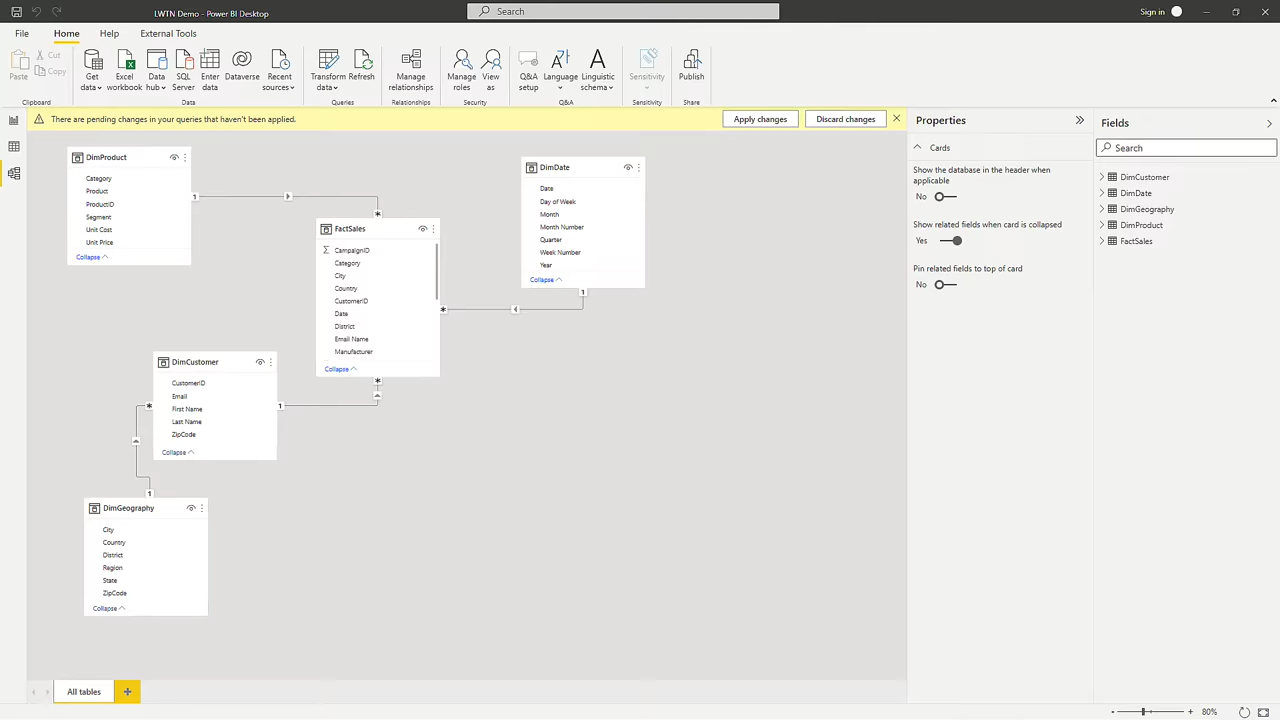 LWTN Demo - Power BI Desktop
Search
Sign in
File
Home
Help
External Tools
Paste
Cut
Copy
Clipboard
Get data
Excel workbook
Data hub
SQL Server
Enter data
Dataverse
Recent sources
Data
Transform data
Refresh
Queries
Manage relationships
Relationships
Manage roles
View as
Security
Q&A setup
Language
Linguistic schema
Q&A
Sensitivity
Sensitivity
Publish
Share
There are pending changes in your queries that haven't been applied.
Apply changes
Discard changes
DimProduct
Category
Product
ProductID
Segment
Unit Cost
Unit Price
Collapse
1
*
FactSales
CampaignID
Category
City
Country
CustomerID
Date
District
Email Name
Manufacturer
Collapse
*
*
DimDate
Date
Day of Week
Month
Month Number
Quarter
Week Number
Year
Collapse
1
DimCustomer
CustomerID
Email
First Name
Last Name
ZipCode
Collapse
*
1
1
DimGeography
City
Country
District
Region
State
ZipCode
Collapse
Properties
Cards
Show the database in the header when
applicable
No
Show related fields when card is collapsed
Yes
Pin related fields to top of card
No
Fields
Search
DimCustomer
DimDate
DimGeography
DimProduct
FactSales
All tables
+
- + 80%